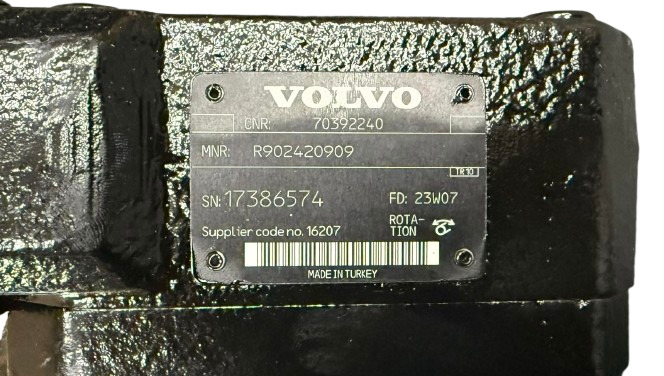 VOLVO
CNR: 70392240
MNR: R902420909
TR10
SN: 17386574 FD: 23W07
Supplier code no. 16207 ROTA-
TION
MADE IN TURKEY